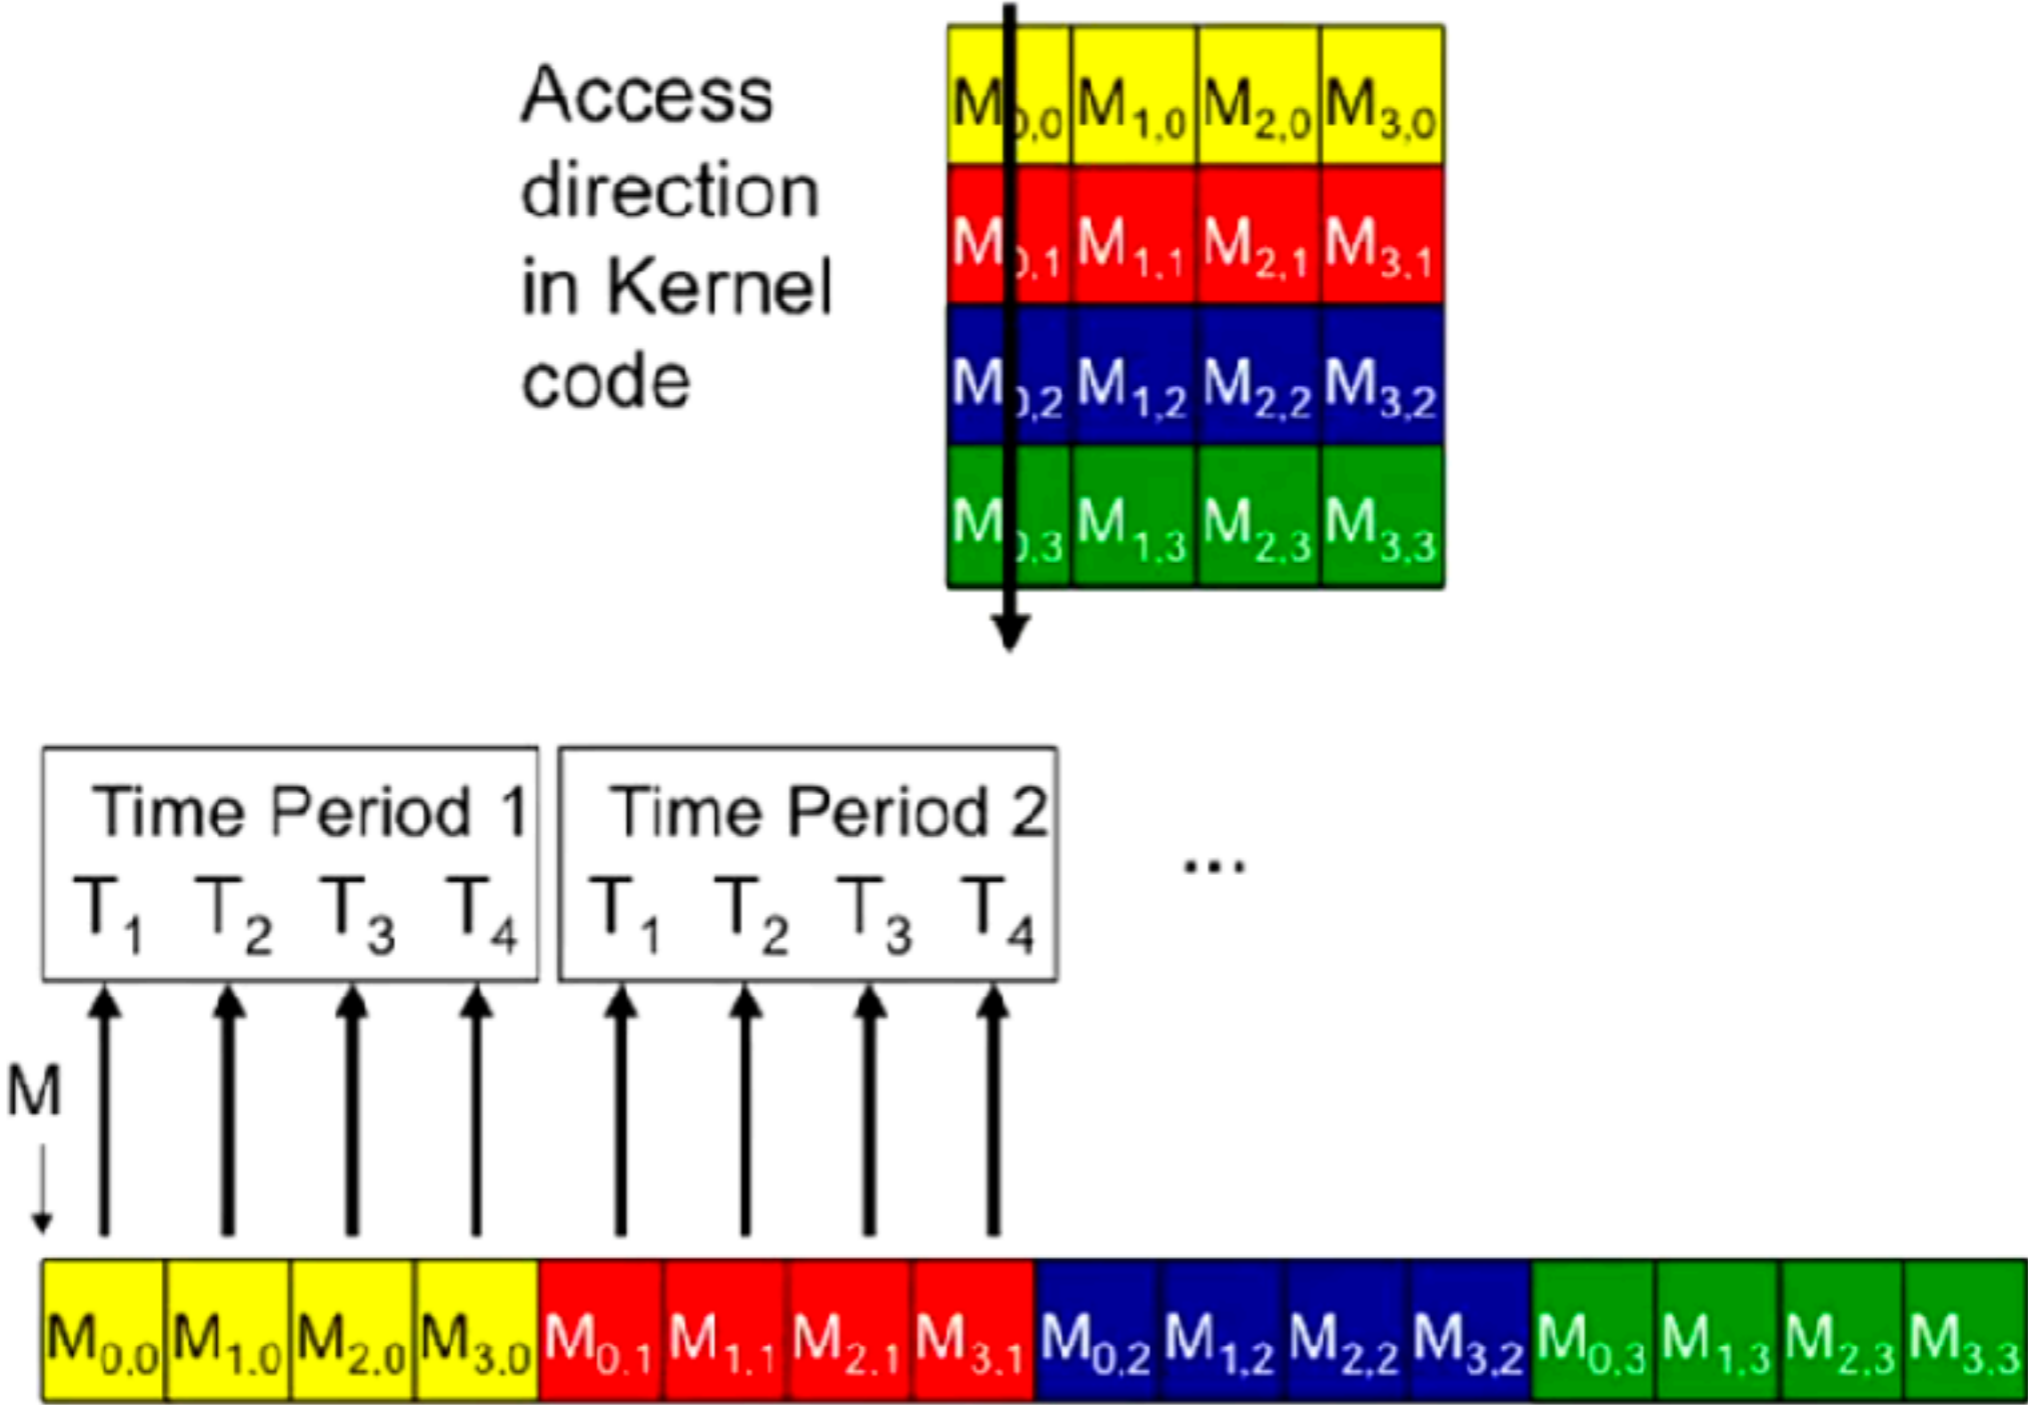 Access
direction
in Kernel
code
M0,0 M1,0 M2,0 M3,0
M0,1 M1,1 M2,1 M3,1
M0,2 M1,2 M2,2 M3,2
M0,3 M1,3 M2,3 M3,3
Time Period 1
T1 T2 T3 T4
Time Period 2
T1 T2 T3 T4
...
M
M0,0 M1,0 M2,0 M3,0 M0,1 M1,1 M2,1 M3,1 M0,2 M1,2 M2,2 M3,2 M0,3 M1,3 M2,3 M3,3